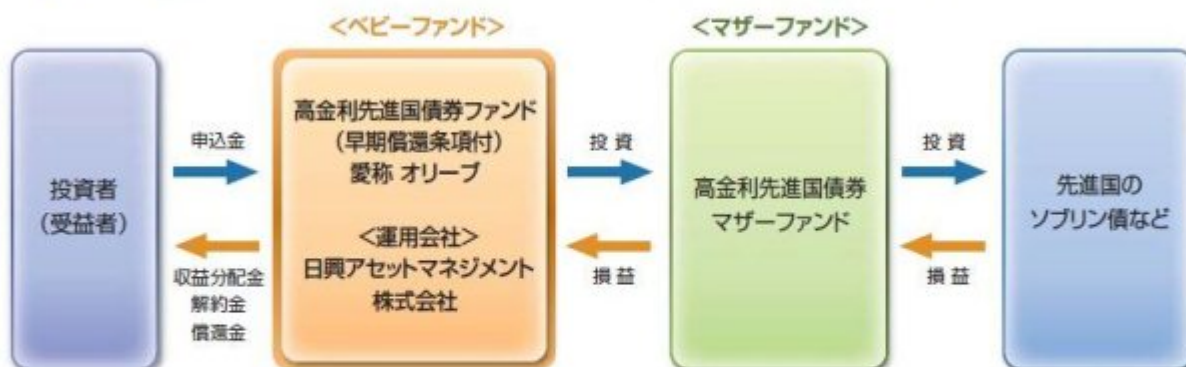 <ベビーファンド>
<マザーファンド>
投資者
(受益者)
申込金
収益分配金
解約金
償還金
高金利先進国債券ファンド
(早期償還条項付)
愛称 オリーブ
<運用会社>
日興アセットマネジメント
株式会社
投 資
損 益
高金利先進国債券
マザーファンド
投 資
損 益
先進国の
ソブリン債など